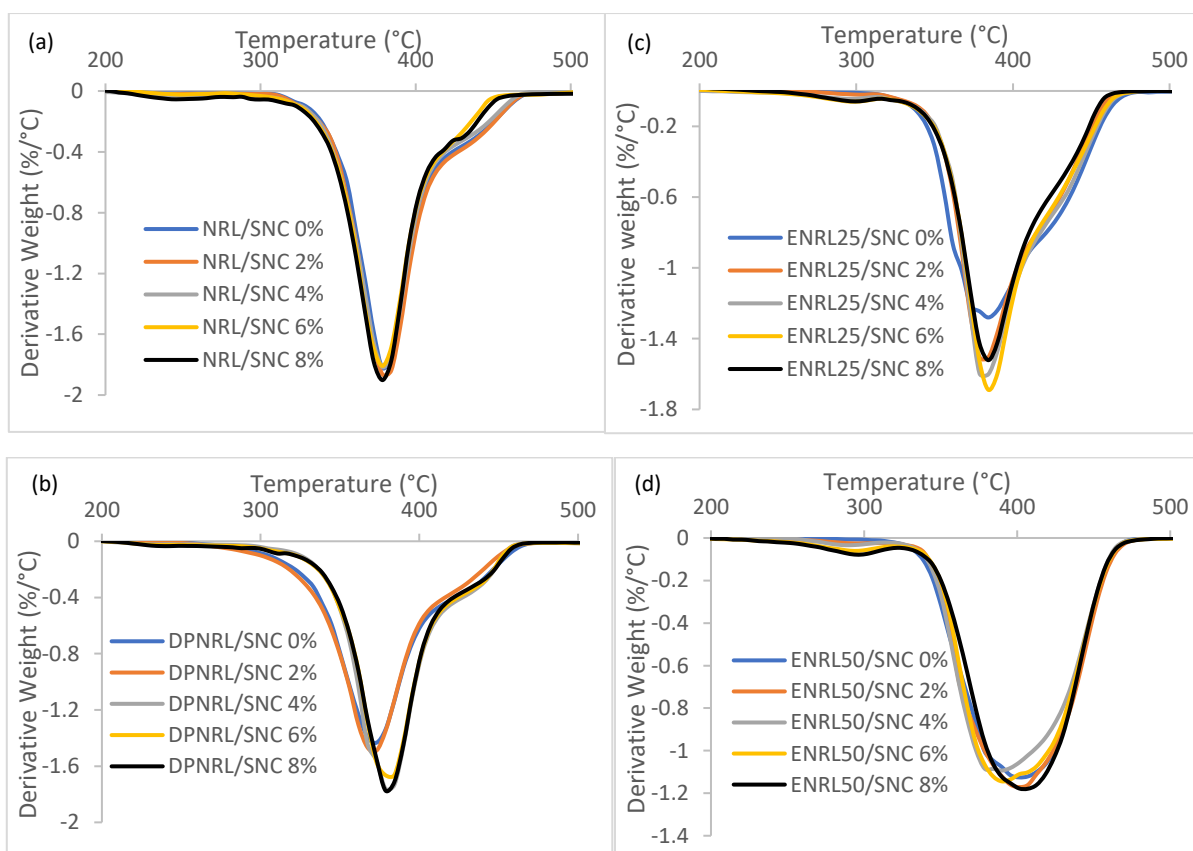 (a)
Temperature (°C)
200 300 400 500
0
-0.4
-0.8
-1.2
-1.6
-2
Derivative Weight (%/°C)
NRL/SNC 0%
NRL/SNC 2%
NRL/SNC 4%
NRL/SNC 6%
NRL/SNC 8%
(c)
Temperature (°C)
200 300 400 500
-0.2
-0.6
-1
-1.4
-1.8
Derivative weight (%/°C)
ENRL25/SNC 0%
ENRL25/SNC 2%
ENRL25/SNC 4%
ENRL25/SNC 6%
ENRL25/SNC 8%
(b)
Temperature (°C)
200 300 400 500
0
-0.4
-0.8
-1.2
-1.6
-2
Derivative Weight (%/°C)
DPNRL/SNC 0%
DPNRL/SNC 2%
DPNRL/SNC 4%
DPNRL/SNC 6%
DPNRL/SNC 8%
(d)
Temperature (°C)
200 300 400 500
0
-0.2
-0.4
-0.6
-0.8
-1
-1.2
-1.4
Derivative Weight (%/°C)
ENRL50/SNC 0%
ENRL50/SNC 2%
ENRL50/SNC 4%
ENRL50/SNC 6%
ENRL50/SNC 8%